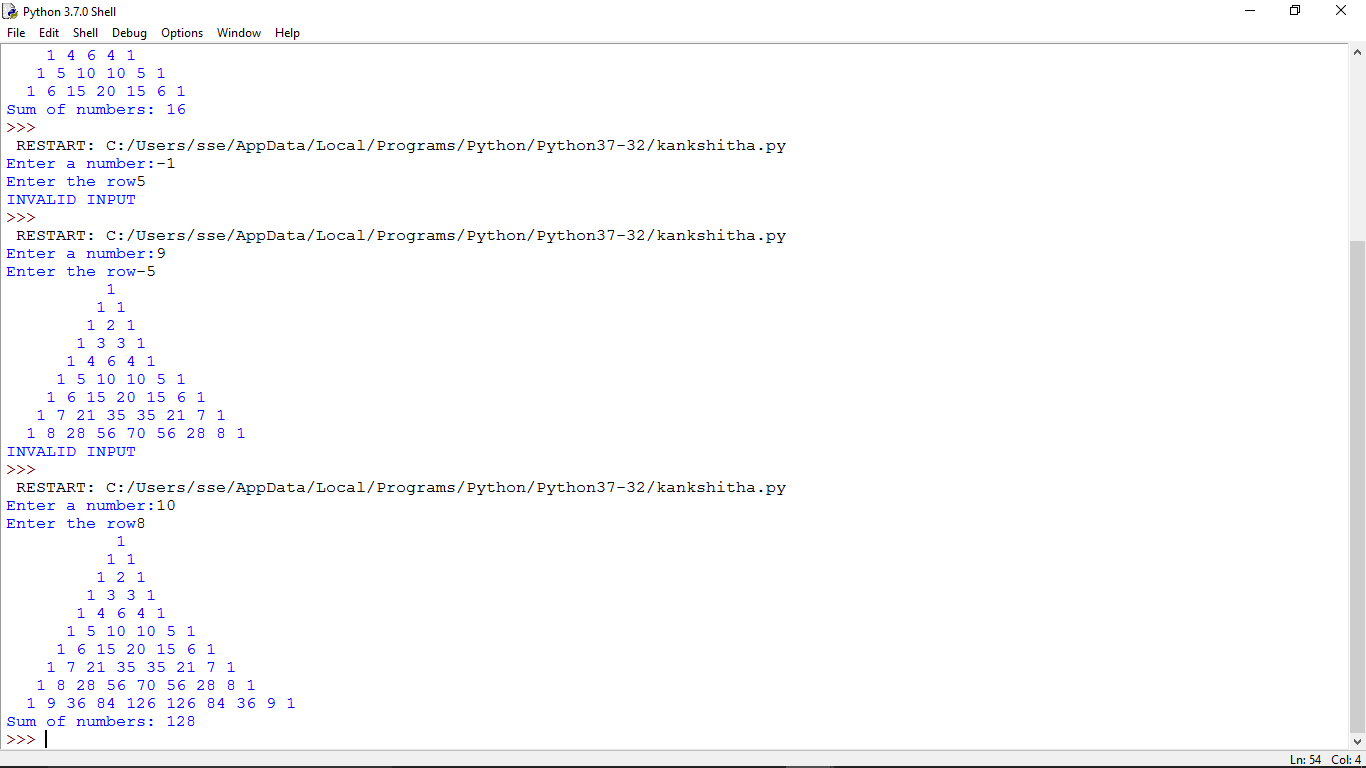 Python 3.7.0 Shell
File Edit Shell Debug Options Window Help
    1 4 6 4 1
   1 5 10 10 5 1
  1 6 15 20 15 6 1
Sum of numbers: 16
>>>
 RESTART: C:/Users/sse/AppData/Local/Programs/Python/Python37-32/kankshitha.py
Enter a number:-1
Enter the row5
INVALID INPUT
>>>
 RESTART: C:/Users/sse/AppData/Local/Programs/Python/Python37-32/kankshitha.py
Enter a number:9
Enter the row-5
          1
         1 1
        1 2 1
       1 3 3 1
      1 4 6 4 1
     1 5 10 10 5 1
    1 6 15 20 15 6 1
   1 7 21 35 35 21 7 1
  1 8 28 56 70 56 28 8 1
INVALID INPUT
>>>
 RESTART: C:/Users/sse/AppData/Local/Programs/Python/Python37-32/kankshitha.py
Enter a number:10
Enter the row8
           1
          1 1
         1 2 1
        1 3 3 1
       1 4 6 4 1
      1 5 10 10 5 1
     1 6 15 20 15 6 1
    1 7 21 35 35 21 7 1
   1 8 28 56 70 56 28 8 1
  1 9 36 84 126 126 84 36 9 1
Sum of numbers: 128
>>>
Ln: 54 Col: 4